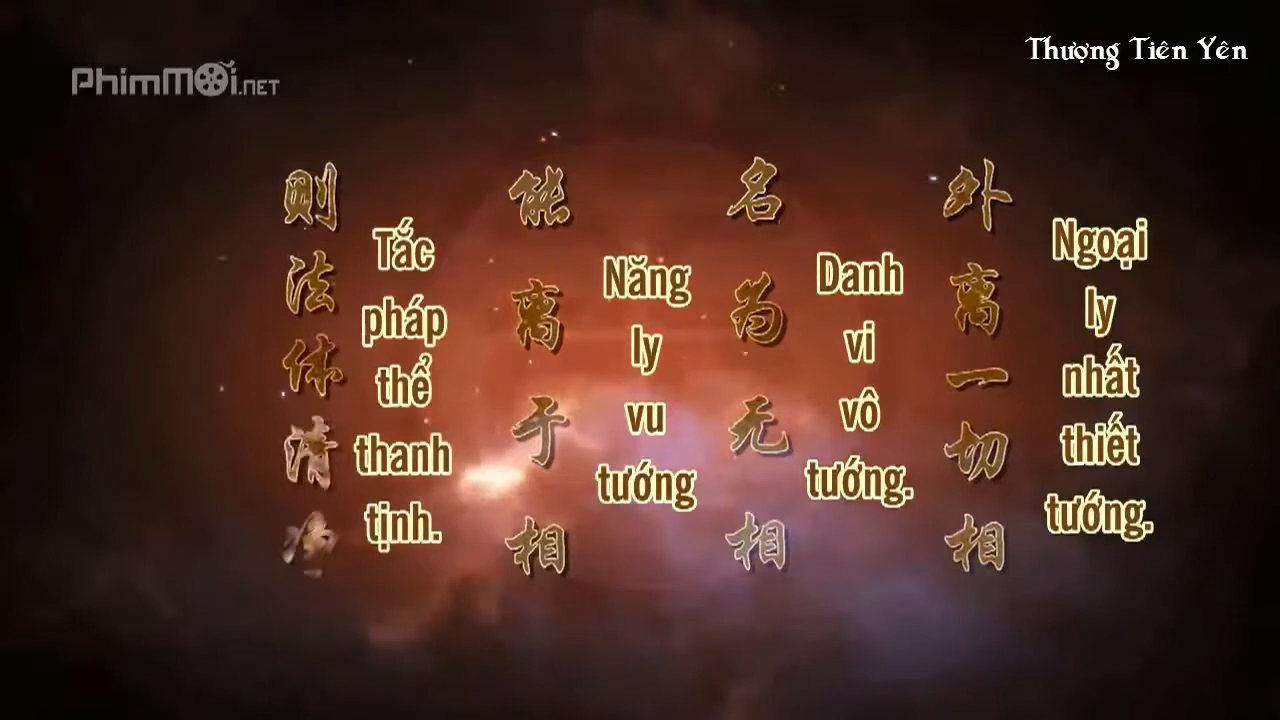 PhimMỗi.NET
Thượng Tiên Yên
外离一切相
Ngoại
ly
nhất
thiết
tướng.
名为无相
Danh
vi
vô
tướng.
能离于相
Năng
ly
vu
tướng
则法体清净
Tắc
pháp
thể
thanh
tịnh.